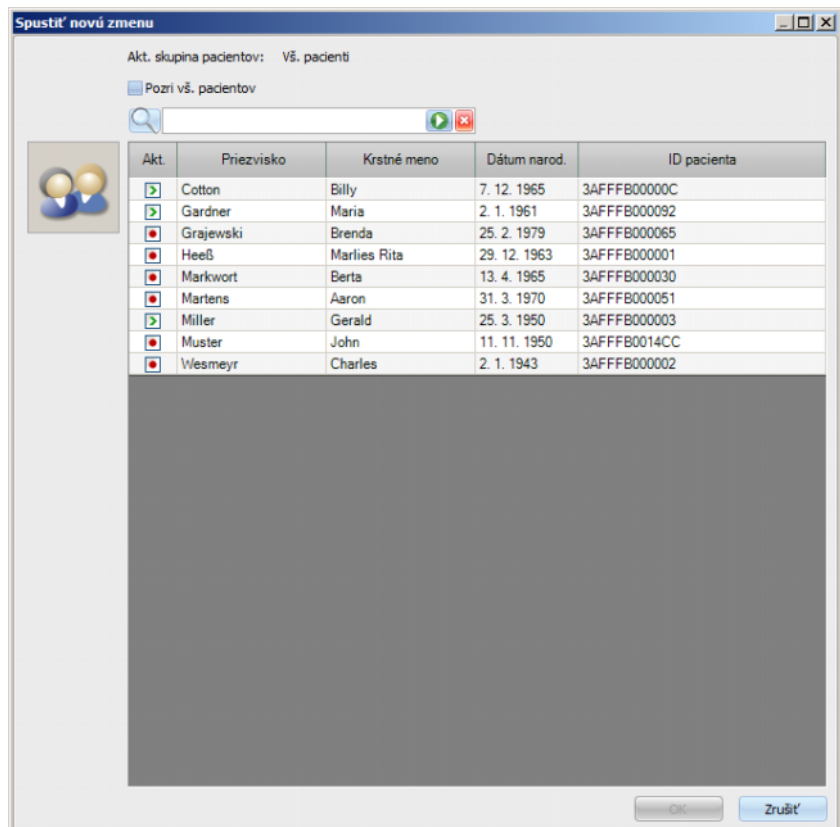 Spustiť novú zmenu
Akt. skupina pacientov: Vš. pacienti
Pozri vš. pacientov
Akt. Priezvisko Krstné meno Dátum narod. ID pacienta
Cotton Billy 7. 12. 1965 3AFFFB00000C
Gardner Maria 2. 1. 1961 3AFFFB000092
Grajewski Brenda 25. 2. 1979 3AFFFB000065
Heeß Marlies Rita 29. 12. 1963 3AFFFB000001
Markwort Berta 13. 4. 1965 3AFFFB000030
Martens Aaron 31. 3. 1970 3AFFFB000051
Miller Gerald 25. 3. 1950 3AFFFB000003
Muster John 11. 11. 1950 3AFFFB0014CC
Wesmeyr Charles 2. 1. 1943 3AFFFB000002
OK Zrušiť